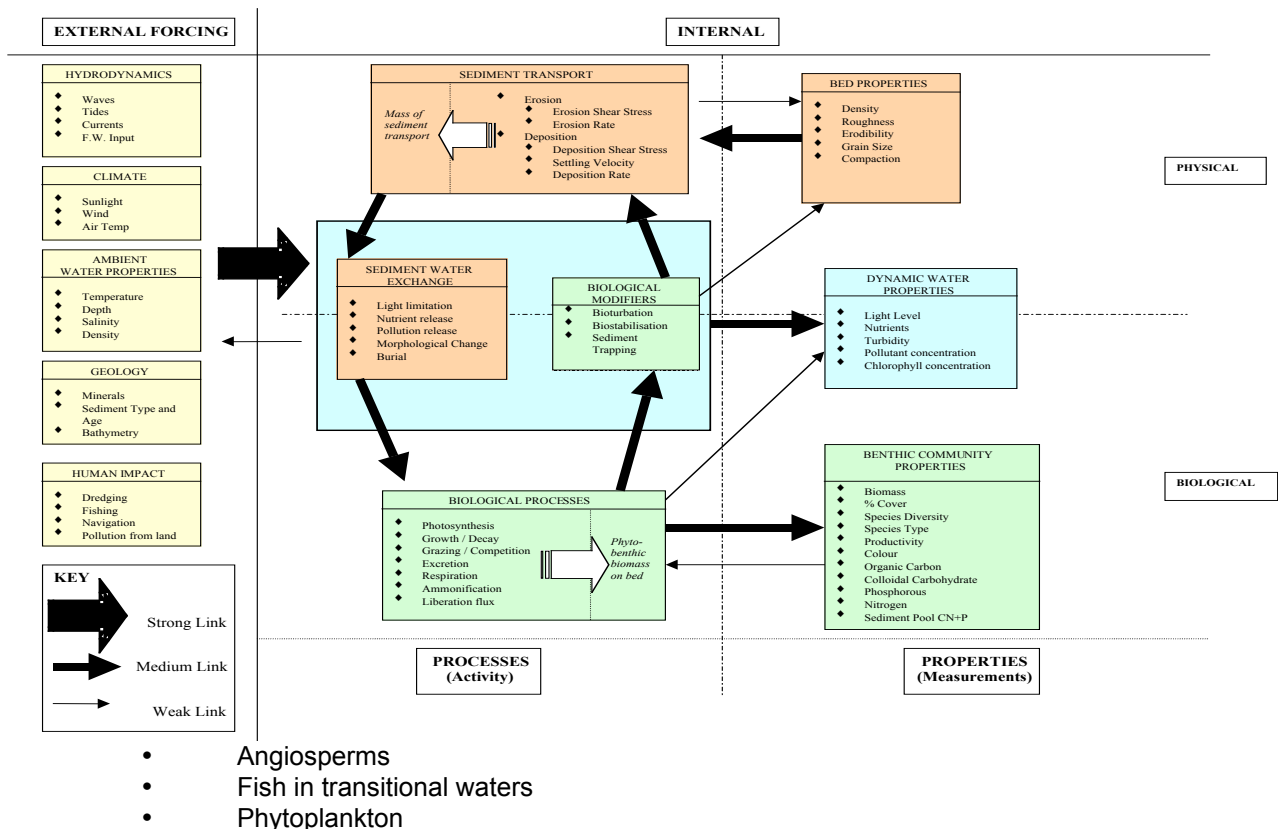 EXTERNAL FORCING
INTERNAL
HYDRODYNAMICS
◆ Waves
◆ Tides
◆ Currents
◆ F.W. Input
CLIMATE
◆ Sunlight
◆ Wind
◆ Air Temp
AMBIENT
WATER PROPERTIES
◆ Temperature
◆ Depth
◆ Salinity
◆ Density
GEOLOGY
◆ Minerals
◆ Sediment Type and
Age
◆ Bathymetry
HUMAN IMPACT
◆ Dredging
◆ Fishing
◆ Navigation
◆ Pollution from land
KEY
Strong Link
Medium Link
Weak Link
SEDIMENT TRANSPORT
Mass of
sediment
transport
◆ Erosion
◆ Erosion Shear Stress
◆ Erosion Rate
◆ Deposition
◆ Deposition Shear Stress
◆ Settling Velocity
◆ Deposition Rate
BED PROPERTIES
◆ Density
◆ Roughness
◆ Erodibility
◆ Grain Size
◆ Compaction
PHYSICAL
SEDIMENT WATER
EXCHANGE
◆ Light limitation
◆ Nutrient release
◆ Pollution release
◆ Morphological Change
◆ Burial
BIOLOGICAL
MODIFIERS
◆ Bioturbation
◆ Biostabilisation
◆ Sediment
Trapping
DYNAMIC WATER
PROPERTIES
◆ Light Level
◆ Nutrients
◆ Turbidity
◆ Pollutant concentration
◆ Chlorophyll concentration
BIOLOGICAL PROCESSES
◆ Photosynthesis
◆ Growth / Decay
◆ Grazing / Competition
◆ Excretion
◆ Respiration
◆ Ammonification
◆ Liberation flux
Phyto-
benthic
biomass
on bed
BENTHIC COMMUNITY
PROPERTIES
◆ Biomass
◆ % Cover
◆ Species Diversity
◆ Species Type
◆ Productivity
◆ Colour
◆ Organic Carbon
◆ Colloidal Carbohydrate
◆ Phosphorous
◆ Nitrogen
◆ Sediment Pool CN+P
BIOLOGICAL
PROCESSES
(Activity)
PROPERTIES
(Measurements)
• Angiosperms
• Fish in transitional waters
• Phytoplankton